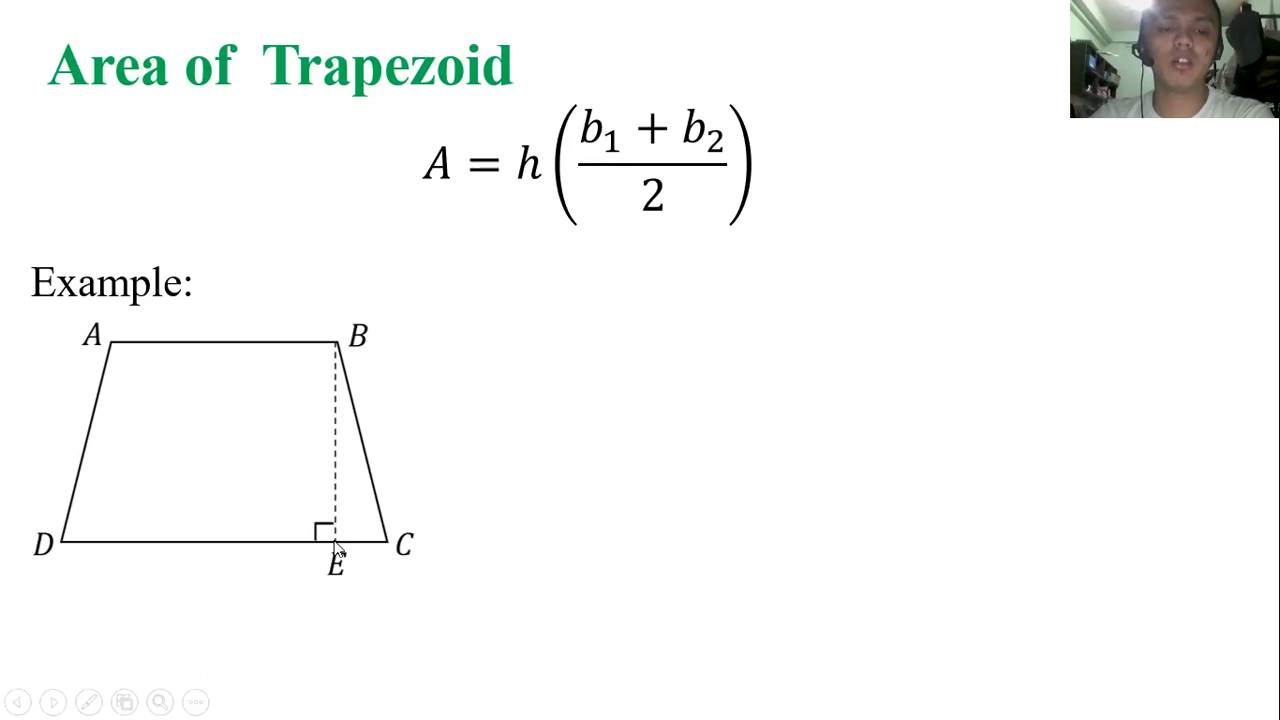 Area of Trapezoid
A = h ( (b₁ + b₂) / 2 )
Example:
A B
D E C